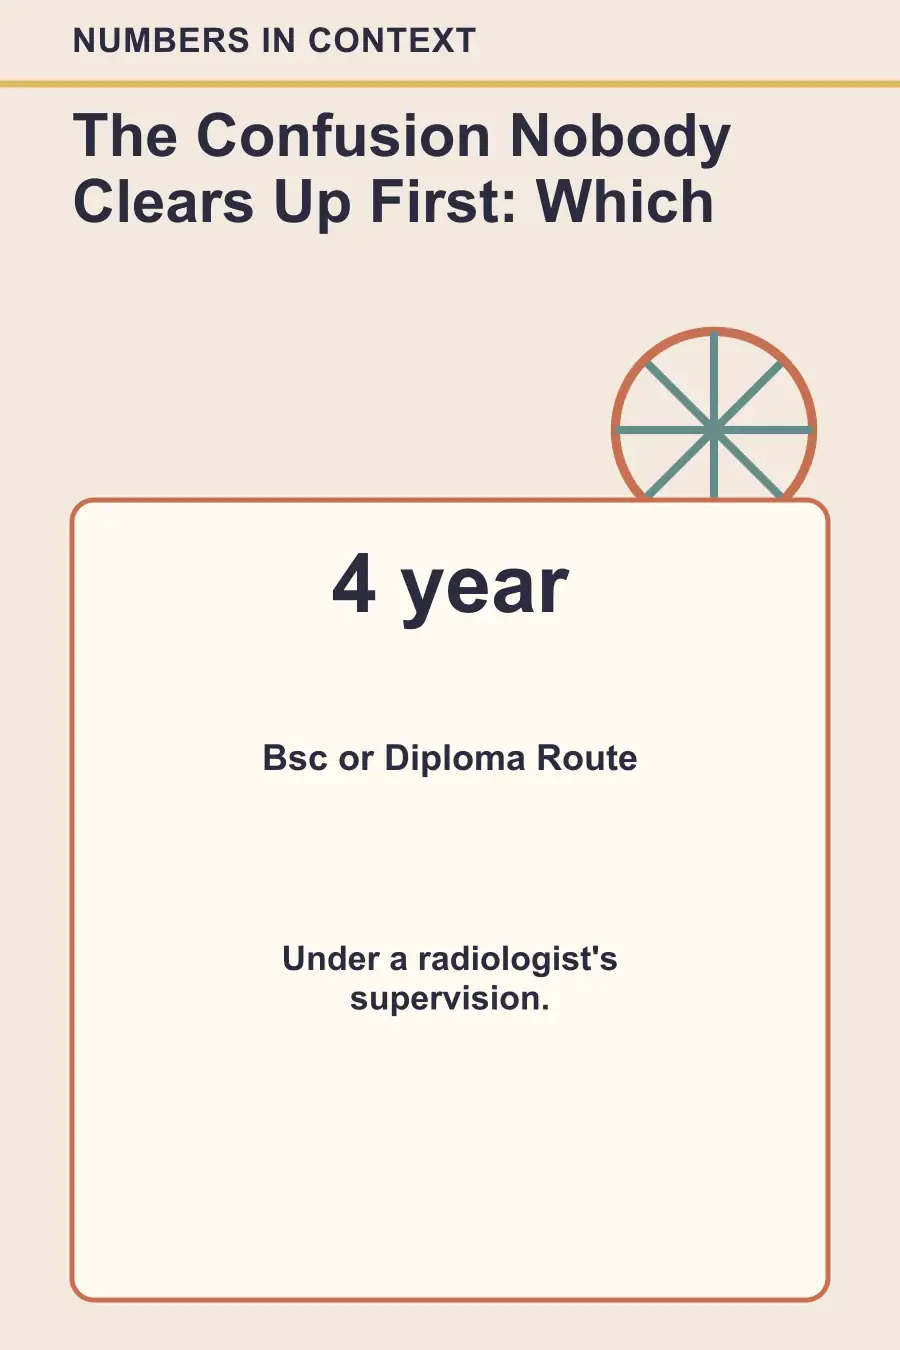 NUMBERS IN CONTEXT
The Confusion Nobody
Clears Up First: Which
4 year
Bsc or Diploma Route
Under a radiologist's
supervision.